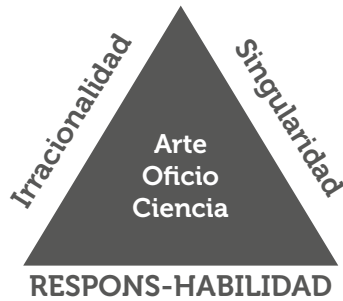 Irracionalidad
Singularidad
Arte
Oficio
Ciencia
RESPONS-HABILIDAD